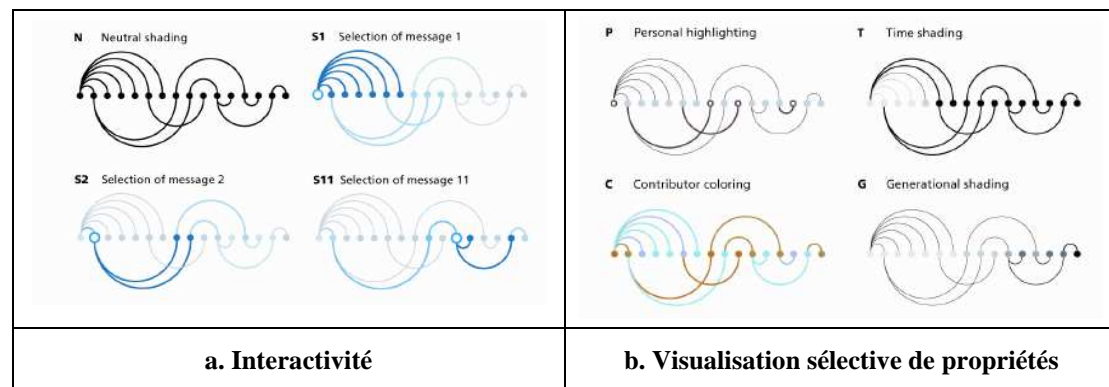 N Neutral shading
S1 Selection of message 1
S2 Selection of message 2
S11 Selection of message 11
a. Interactivité
P Personal highlighting
T Time shading
C Contributor coloring
G Generational shading
b. Visualisation sélective de propriétés